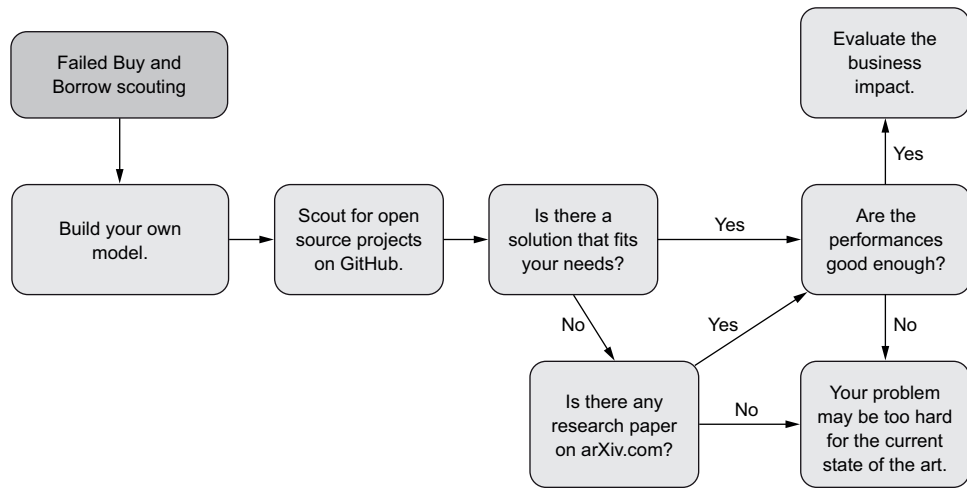 Failed Buy and
Borrow scouting
Evaluate the
business
impact.
Yes
Build your own
model.
Scout for open
source projects
on GitHub.
Is there a
solution that fits
your needs?
Yes
Are the
performances
good enough?
No
Yes
No
Is there any
research paper
on arXiv.com?
No
Your problem
may be too hard
for the current
state of the art.